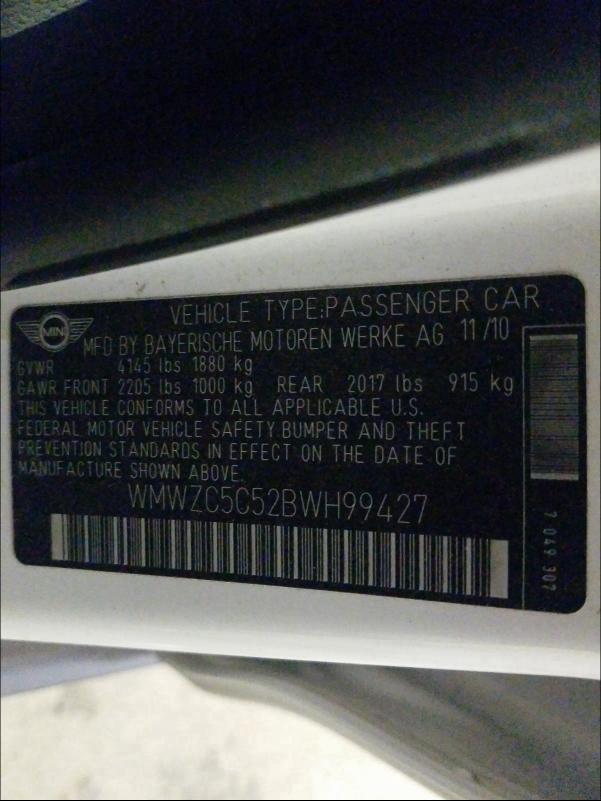 VEHICLE TYPE:PASSENGER CAR
MINI
MFD BY BAYERISCHE MOTOREN WERKE AG 11/10
GVWR 4145 lbs 1880 kg
GAWR FRONT 2205 lbs 1000 kg REAR 2017 lbs 915 kg
THIS VEHICLE CONFORMS TO ALL APPLICABLE U.S.
FEDERAL MOTOR VEHICLE SAFETY.BUMPER AND THEFT
PREVENTION STANDARDS IN EFFECT ON THE DATE OF
MANUFACTURE SHOWN ABOVE.
WMWZC5C52BWH99427
7 049 307